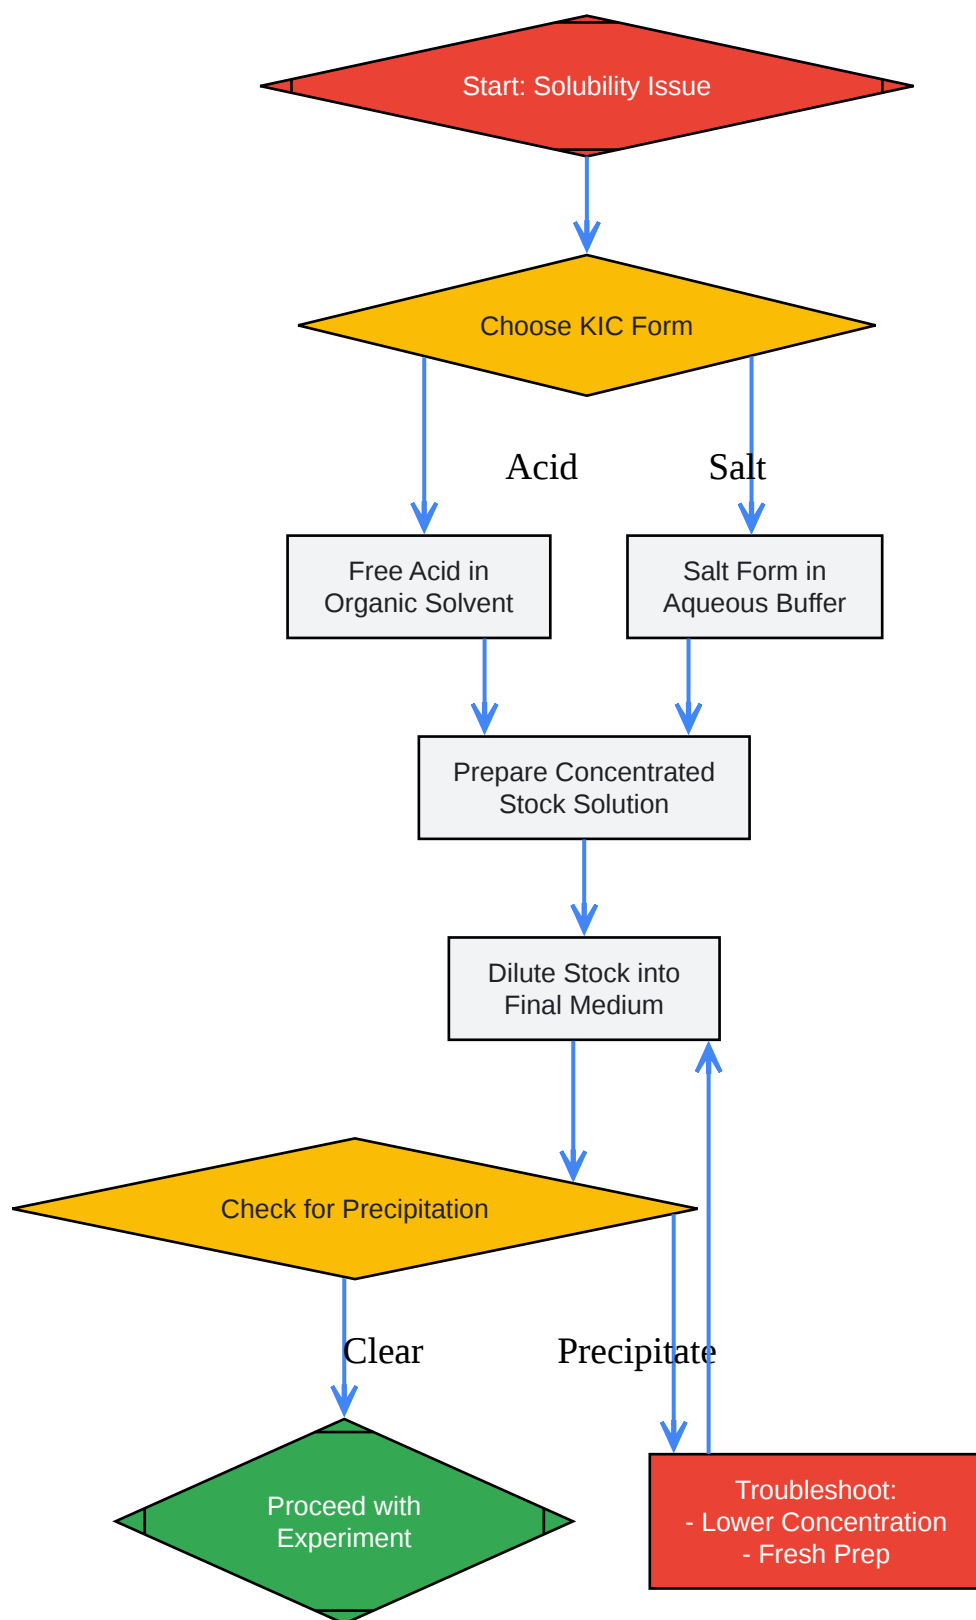 Start: Solubility Issue
Choose KIC Form
Acid
Salt
Free Acid in
Organic Solvent
Salt Form in
Aqueous Buffer
Prepare Concentrated
Stock Solution
Dilute Stock into
Final Medium
Check for Precipitation
Clear
Precipitate
Proceed with
Experiment
Troubleshoot:
- Lower Concentration
- Fresh Prep